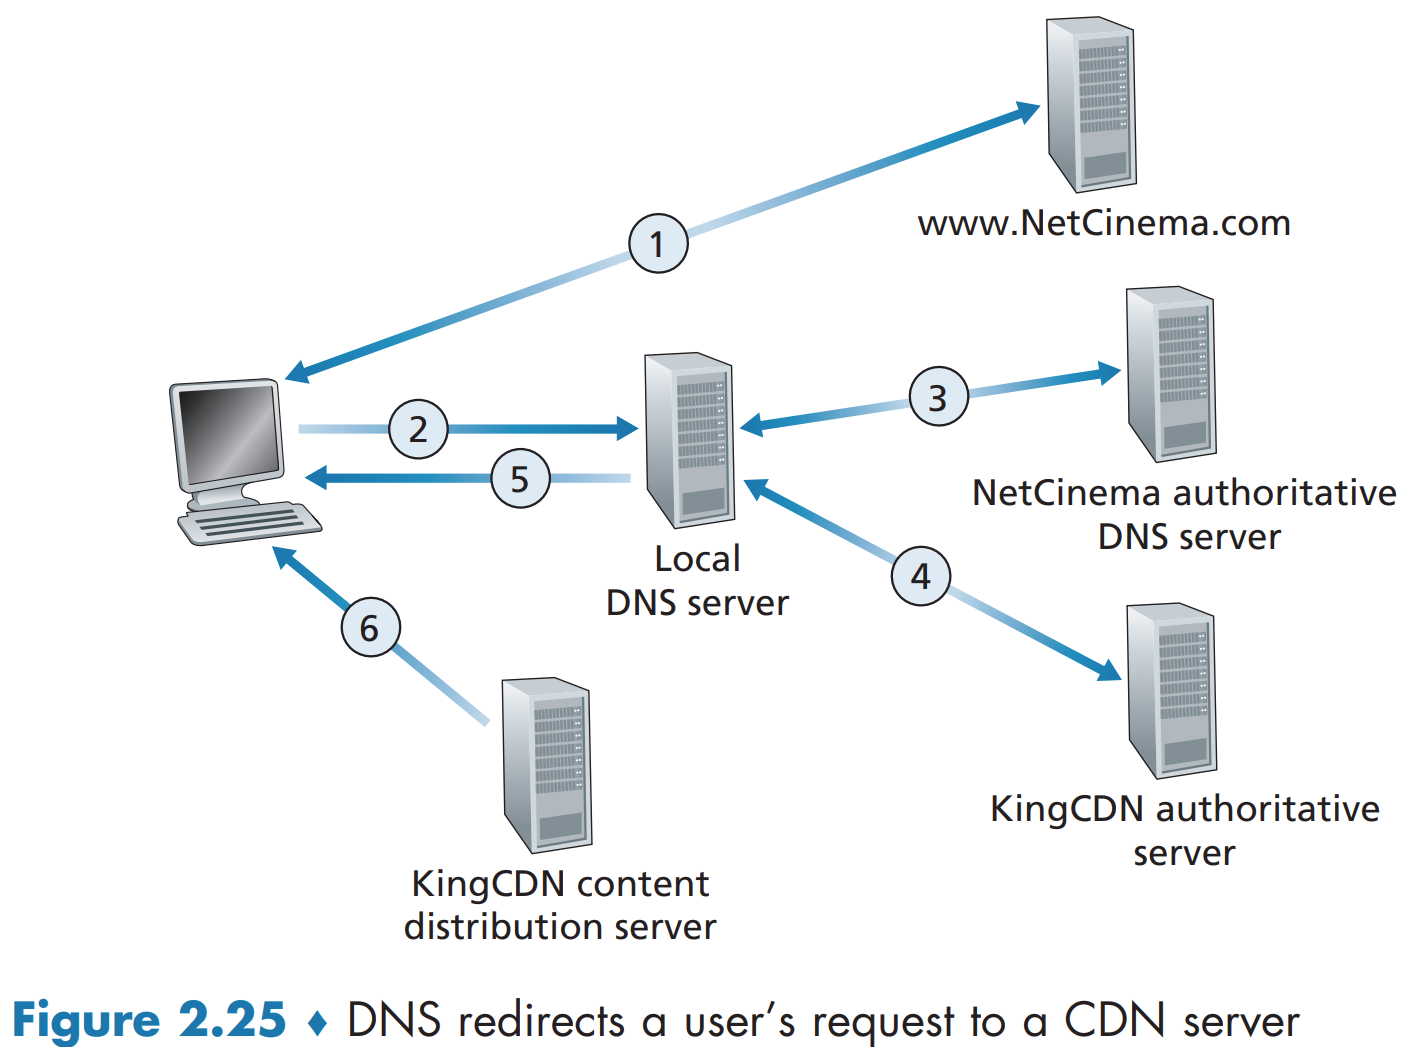 www.NetCinema.com
1
2
3
5
NetCinema authoritative
DNS server
Local
DNS server
4
6
KingCDN authoritative
server
KingCDN content
distribution server
Figure 2.25 ♦ DNS redirects a user’s request to a CDN server